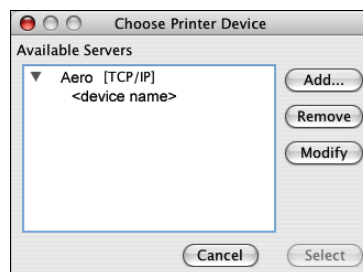 Choose Printer Device
Available Servers
Aero [TCP/IP]
<device name>
Add...
Remove
Modify
Cancel
Select